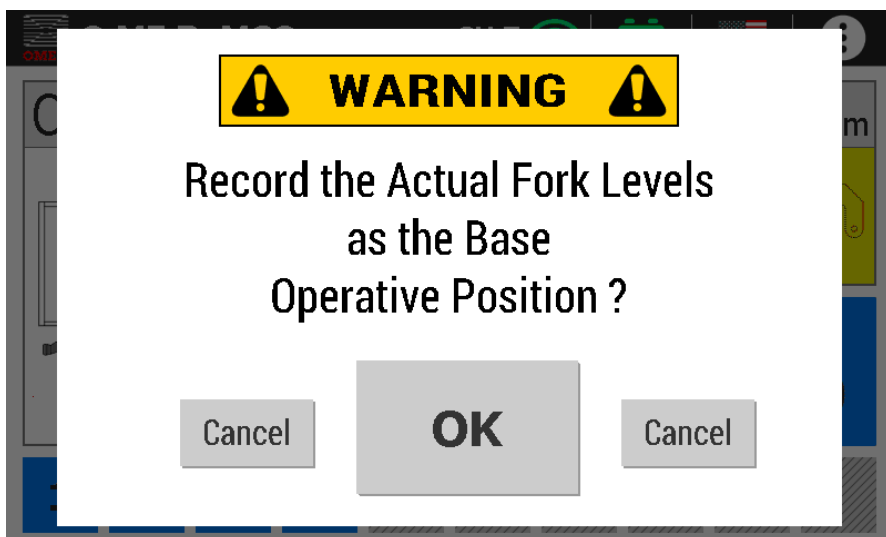 WARNING
Record the Actual Fork Levels
as the Base
Operative Position ?
Cancel
OK
Cancel
m